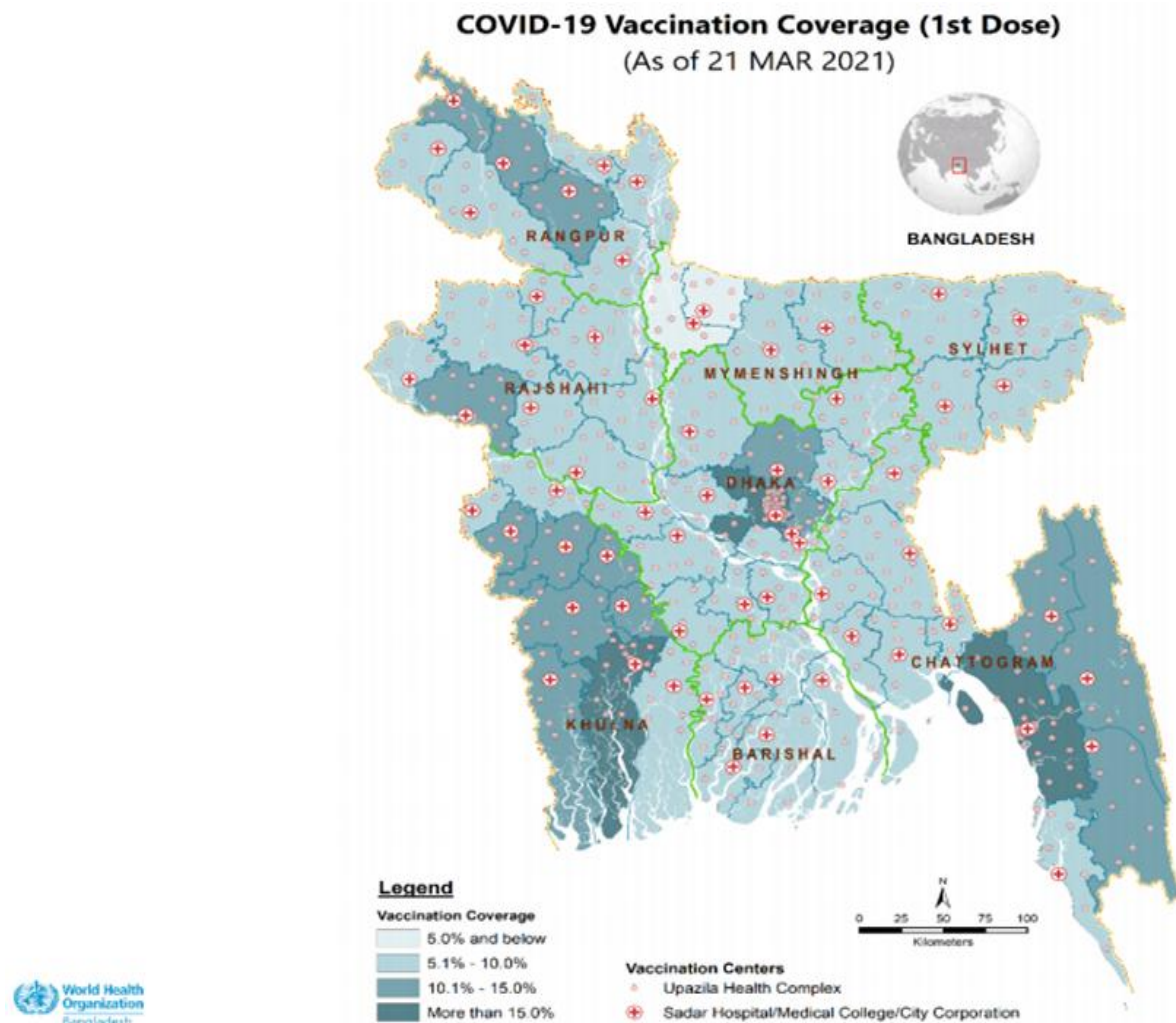 COVID-19 Vaccination Coverage (1st Dose)
(As of 21 MAR 2021)
BANGLADESH
RANGPUR
SYLHET
MYMENSHINGH
RAJSHAHI
DHAKA
CHATTOGRAM
KHULNA
BARISHAL
Legend
Vaccination Coverage
5.0% and below
5.1% - 10.0%
10.1% - 15.0%
More than 15.0%
N
0 25 50 75 100
Kilometers
Vaccination Centers
Upazila Health Complex
Sadar Hospital/Medical College/City Corporation
World Health
Organization
Bangladesh